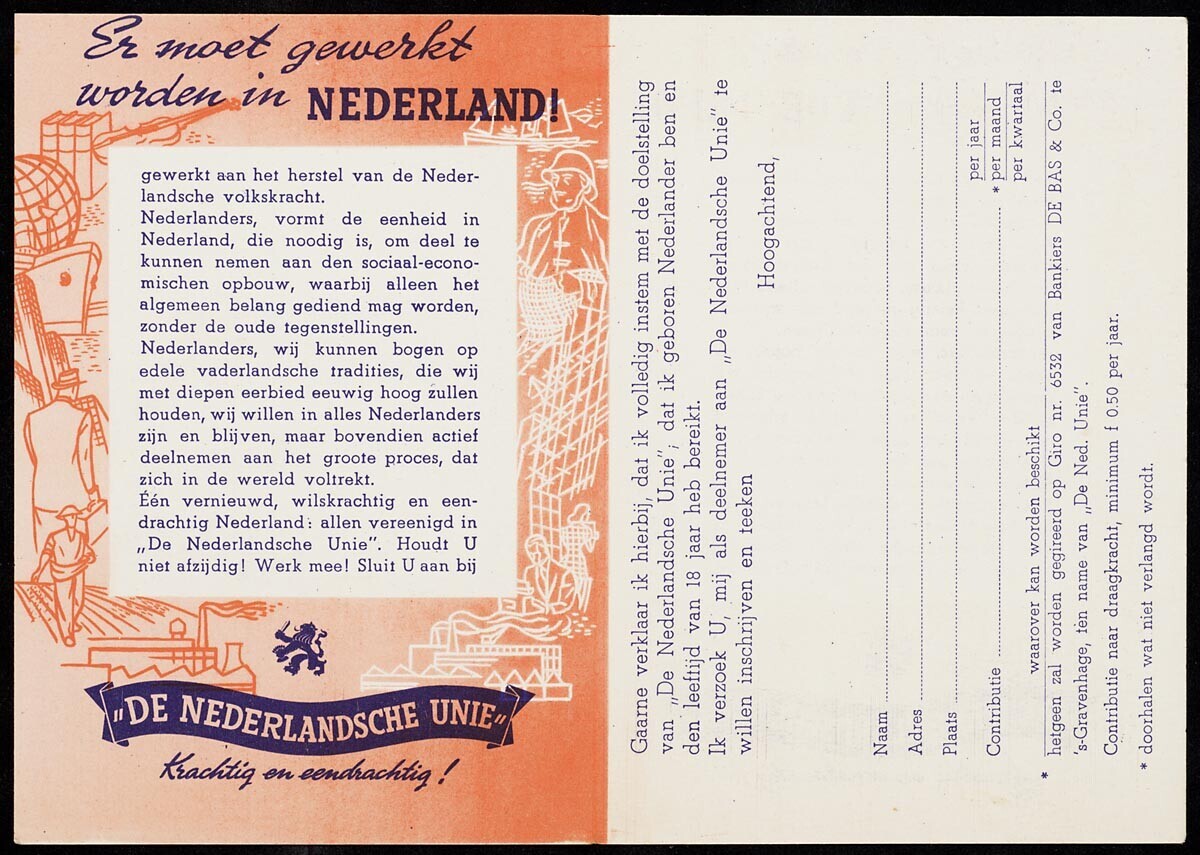 Er moet gewerkt
worden in NEDERLAND!
gewerkt aan het herstel van de Neder-
landsche volkskracht.
Nederlanders, vormt de eenheid in
Nederland, die noodig is, om deel te
kunnen nemen aan den sociaal-econo-
mischen opbouw, waarbij alleen het
algemeen belang gediend mag worden,
zonder de oude tegenstellingen.
Nederlanders, wij kunnen bogen op
edele vaderlandsche tradities, die wij
met diepen eerbied eeuwig hoog zullen
houden, wij willen in alles Nederlanders
zijn en blijven, maar bovendien actief
deelnemen aan het groote proces, dat
zich in de wereld voltrekt.
Één vernieuwd, wilskrachtig en een-
drachtig Nederland: allen vereenigd in
„De Nederlandsche Unie". Houdt U
niet afzijdig! Werk mee! Sluit U aan bij
„DE NEDERLANDSCHE UNIE"
Krachtig en eendrachtig!
Gaarne verklaar ik hierbij, dat ik volledig instem met de doelstelling
van „De Nederlandsche Unie"; dat ik geboren Nederlander ben en
den leeftijd van 18 jaar heb bereikt.
Ik verzoek U, mij als deelnemer aan „De Nederlandsche Unie" te
willen inschrijven en teeken
Hoogachtend,
Naam
Adres
Plaats
per jaar
Contributie * per maand
per kwartaal
waarover kan worden beschikt
* hetgeen zal worden gegireerd op Giro nr. 6532 van Bankiers DE BAS & Co. te
's-Gravenhage, ten name van „De Ned. Unie".
Contributie naar draagkracht, minimum f 0.50 per jaar.
* doorhalen wat niet verlangd wordt.